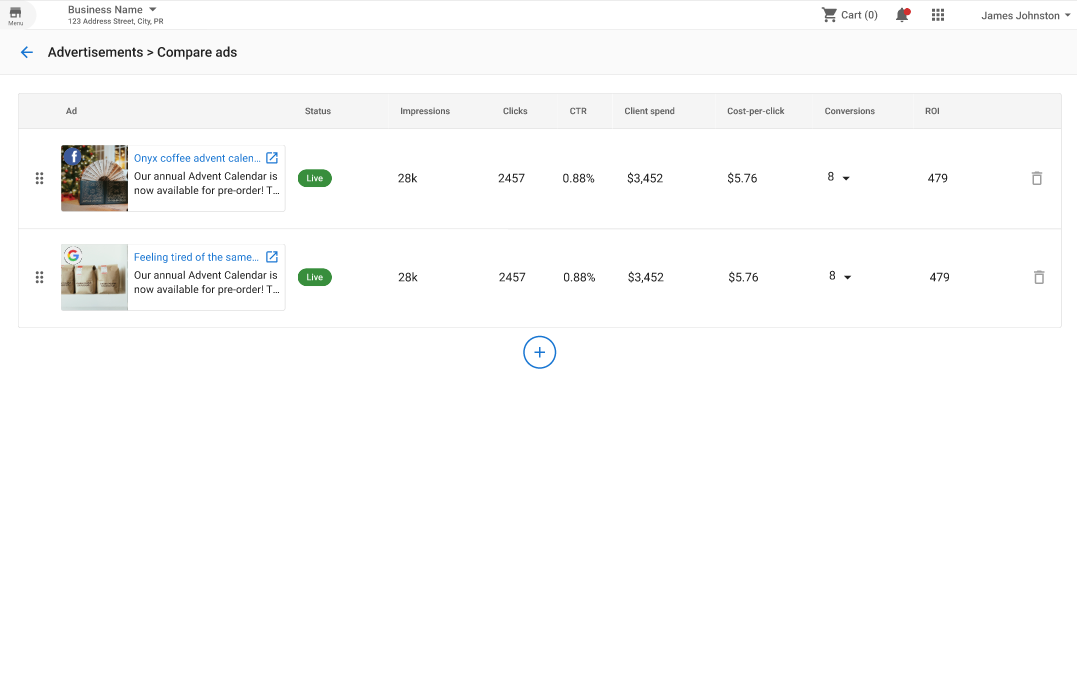 Menu
Business Name
123 Address Street, City, PR
Cart (0)
James Johnston
Advertisements > Compare ads
Ad Status Impressions Clicks CTR Client spend Cost-per-click Conversions ROI
Onyx coffee advent calen...
Our annual Advent Calendar is
now available for pre-order! T...
Live 28k 2457 0.88% $3,452 $5.76 8 479
Feeling tired of the same...
Our annual Advent Calendar is
now available for pre-order! T...
Live 28k 2457 0.88% $3,452 $5.76 8 479